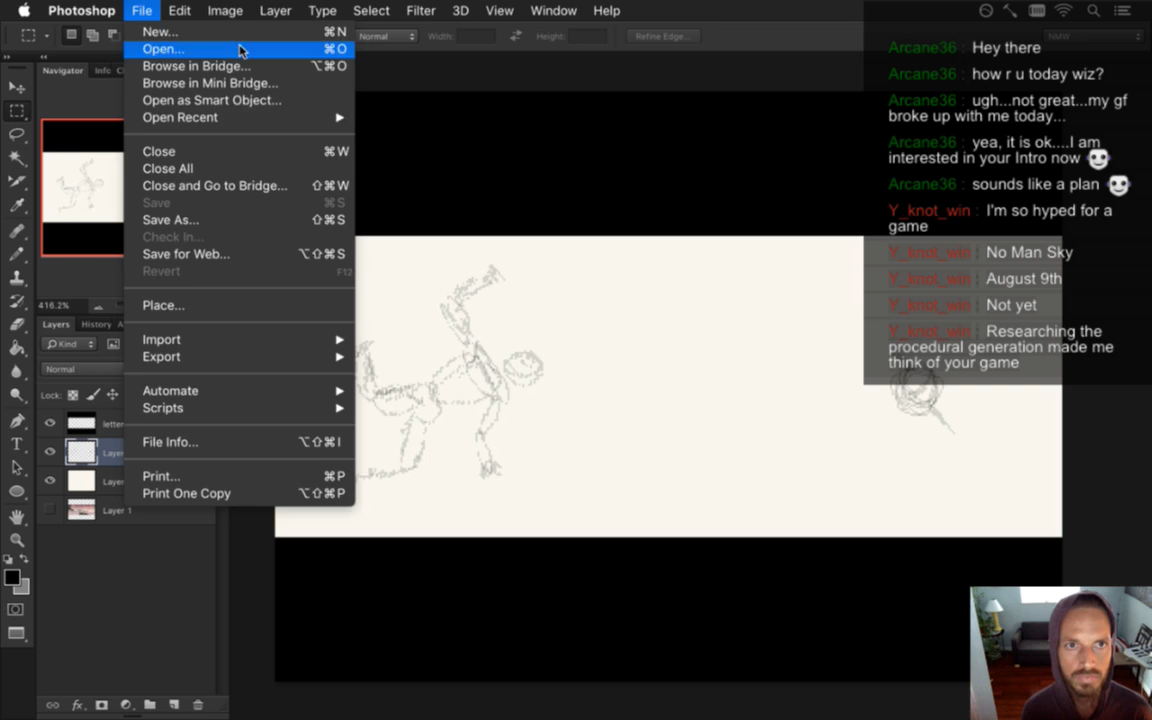 Photoshop File Edit Image Layer Type Select Filter 3D View Window Help
Normal Width: Height: Refine Edge... NMW
Navigator Info
New... ⌘N
Open... ⌘O
Browse in Bridge... ⌥⌘O
Browse in Mini Bridge...
Open as Smart Object...
Open Recent ▶
Close ⌘W
Close All
Close and Go to Bridge... ⇧⌘W
Save ⌘S
Save As... ⇧⌘S
Check In...
Save for Web... ⌥⇧⌘S
Revert F12
Place...
Import ▶
Export ▶
Automate ▶
Scripts ▶
File Info... ⌥⇧⌘I
Print... ⌘P
Print One Copy ⌥⇧⌘P
416.2%
Layers History
Kind
Normal
Lock:
letter
Layer 1
Arcane36 : Hey there
Arcane36 : how r u today wiz?
Arcane36 : ugh...not great...my gf
broke up with me today...
Arcane36 : yea, it is ok....I am
interested in your Intro now
Arcane36 : sounds like a plan
Y_knot_win : I'm so hyped for a
game
Y_knot_win : No Man Sky
Y_knot_win : August 9th
Y_knot_win : Not yet
Y_knot_win : Researching the
procedural generation made me
think of your game